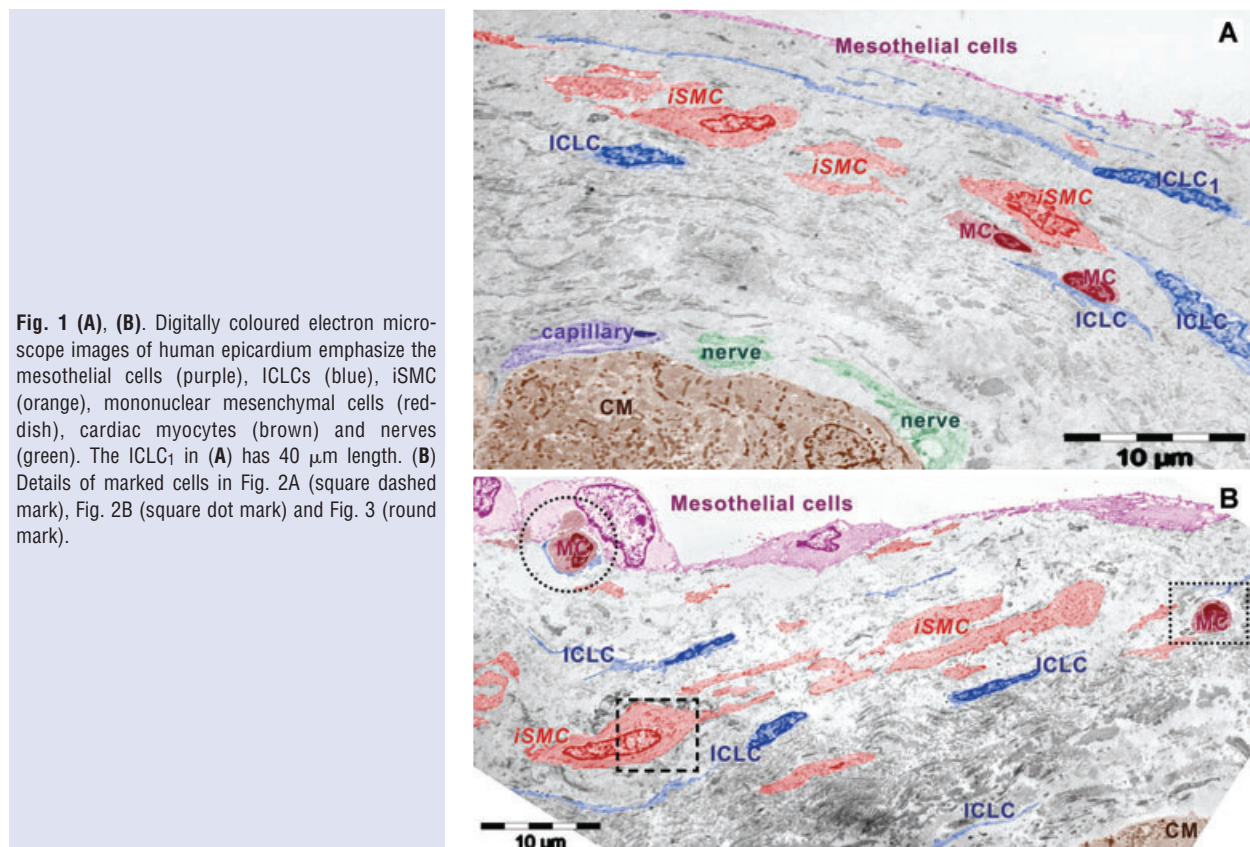 Fig. 1 (A), (B). Digitally coloured electron micro-
scope images of human epicardium emphasize the
mesothelial cells (purple), ICLCs (blue), iSMC
(orange), mononuclear mesenchymal cells (red-
dish), cardiac myocytes (brown) and nerves
(green). The ICLC₁ in (A) has 40 μm length. (B)
Details of marked cells in Fig. 2A (square dashed
mark), Fig. 2B (square dot mark) and Fig. 3 (round
mark).
A
Mesothelial cells
iSMC
ICLC
iSMC
ICLC₁
iSMC
MC
MC
ICLC
ICLC
capillary
nerve
CM
nerve
10 μm
B
Mesothelial cells
MC
MC
iSMC
ICLC
ICLC
iSMC
ICLC
ICLC
CM
10 μm